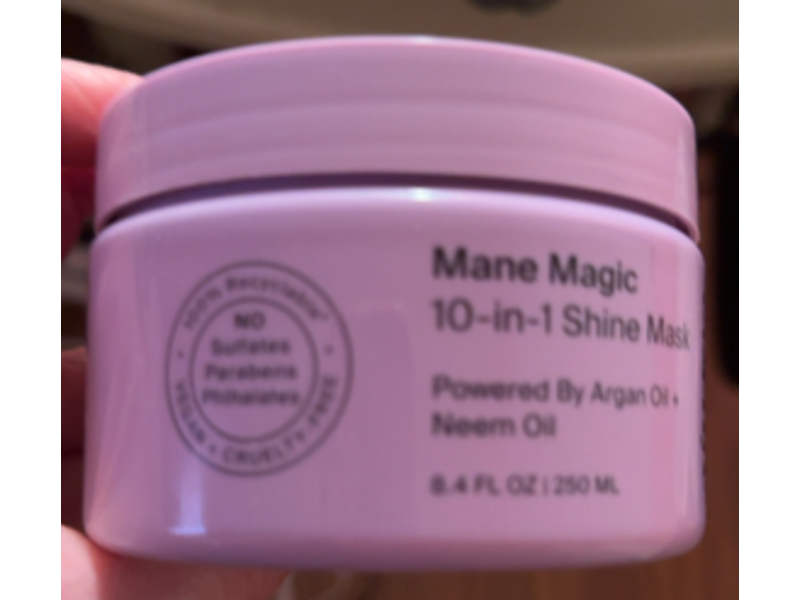 100% Recyclable*
NO
Sulfates
Parabens
Phthalates
VEGAN + CRUELTY-FREE
Mane Magic
10-in-1 Shine Mask
Powered By Argan Oil +
Neem Oil
8.4 FL OZ | 250 ML